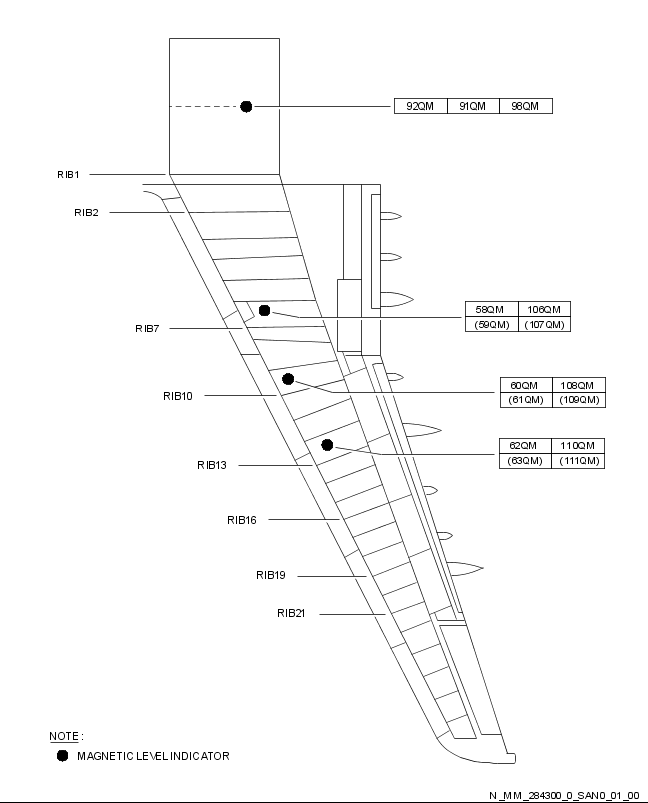 92QM 91QM 98QM
RIB1
RIB2
58QM 106QM
(59QM) (107QM)
RIB7
60QM 108QM
(61QM) (109QM)
RIB10
62QM 110QM
(63QM) (111QM)
RIB13
RIB16
RIB19
RIB21
NOTE :
MAGNETIC LEVEL INDICATOR
N_MM_284300_0_SAN0_01_00